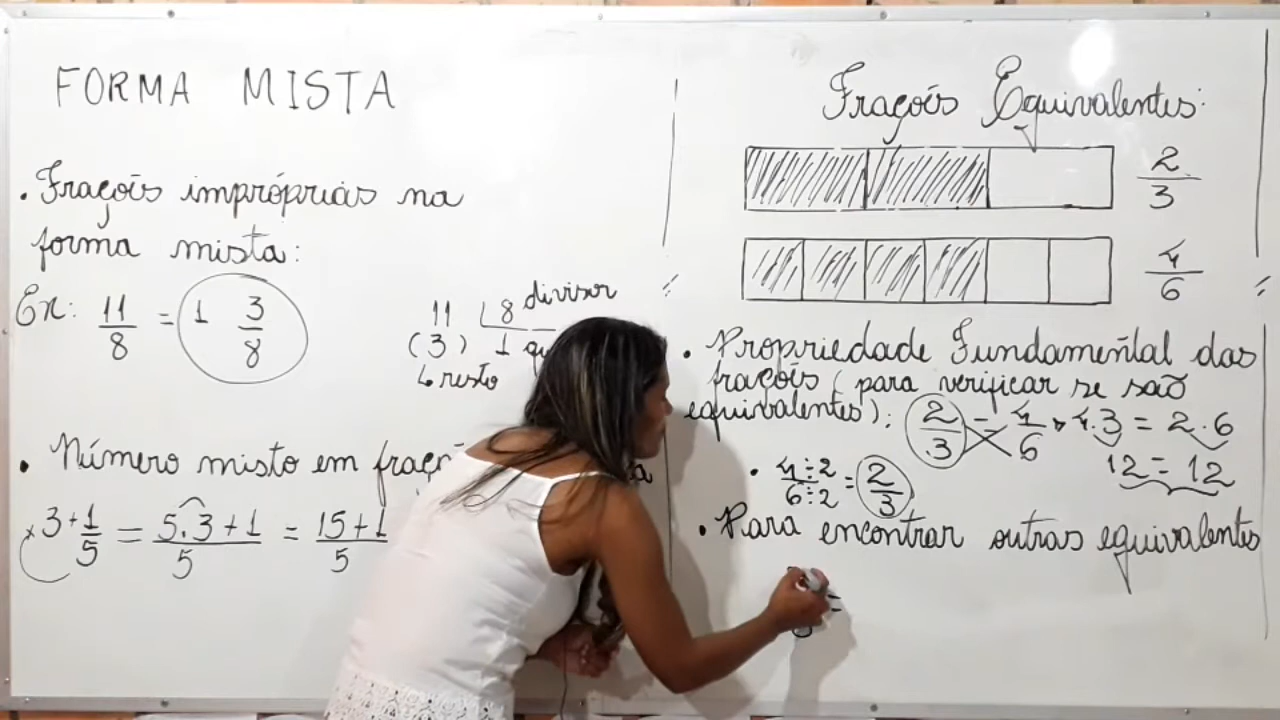 FORMA MISTA
• Frações impróprias na
forma mista:
Ex: 11/8 = 1 3/8
11 8 divisor
(3) 1
↳ resto
• Número misto em
× 3 + 1/5 = 5.3+1/5 = 15+1/5
Frações Equivalentes:
2/3
4/6
• Propriedade Fundamental das
frações (para verificar se são
equivalentes): 2/3 = 4/6 → 4.3 = 2.6
12 = 12
• 4÷2/6÷2 = 2/3
• Para encontrar outras equivalentes
=